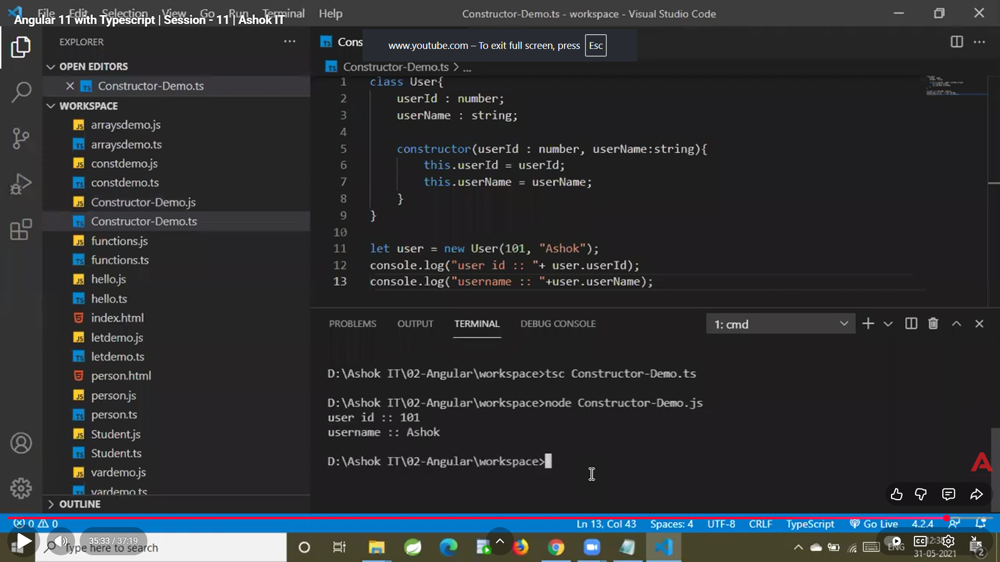 File Edit Selection View Go Run Terminal Help
Constructor-Demo.ts - workspace - Visual Studio Code
Angular 11 with Typescript | Session - 11 | Ashok IT
EXPLORER
OPEN EDITORS
Constructor-Demo.ts
WORKSPACE
arraysdemo.js
arraysdemo.ts
constdemo.js
constdemo.ts
Constructor-Demo.js
Constructor-Demo.ts
functions.js
functions.ts
hello.js
hello.ts
index.html
letdemo.js
letdemo.ts
person.html
person.js
person.ts
Student.js
Student.ts
vardemo.js
vardemo.ts
OUTLINE
Cons
www.youtube.com – To exit full screen, press Esc
Constructor-Demo.ts > ...
1 class User{
2 userId : number;
3 userName : string;
4
5 constructor(userId : number, userName:string){
6 this.userId = userId;
7 this.userName = userName;
8 }
9 }
10
11 let user = new User(101, "Ashok");
12 console.log("user id :: "+ user.userId);
13 console.log("username :: "+user.userName);
PROBLEMS OUTPUT TERMINAL DEBUG CONSOLE
1: cmd
D:\Ashok IT\02-Angular\workspace>tsc Constructor-Demo.ts
D:\Ashok IT\02-Angular\workspace>node Constructor-Demo.js
user id :: 101
username :: Ashok
D:\Ashok IT\02-Angular\workspace>
0 0
Ln 13, Col 43 Spaces: 4 UTF-8 CRLF TypeScript Go Live 4.2.4
35:33 / 37:19
Type here to search
CC
ENG
31-05-2021
2